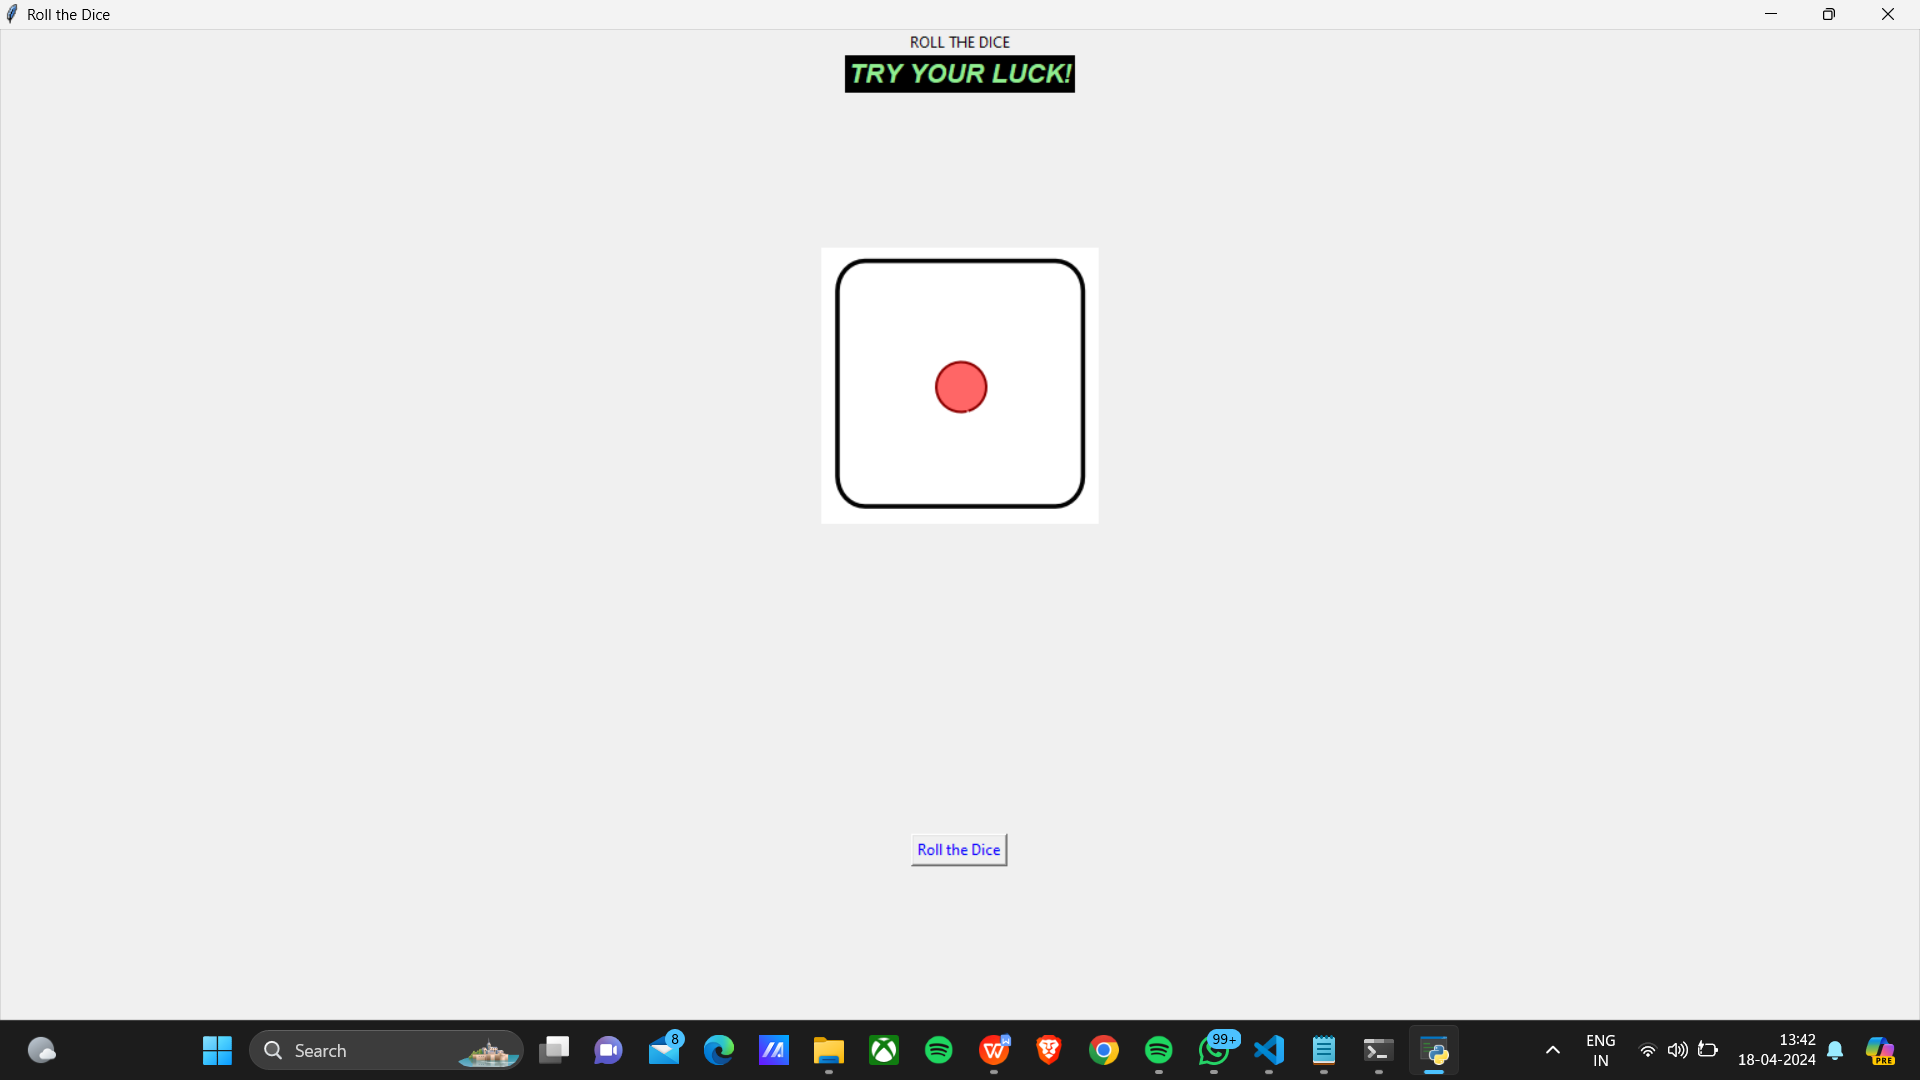 Roll the Dice
ROLL THE DICE
TRY YOUR LUCK!
Roll the Dice
Search
8
W
99+
ENG
IN
13:42
18-04-2024
PRE